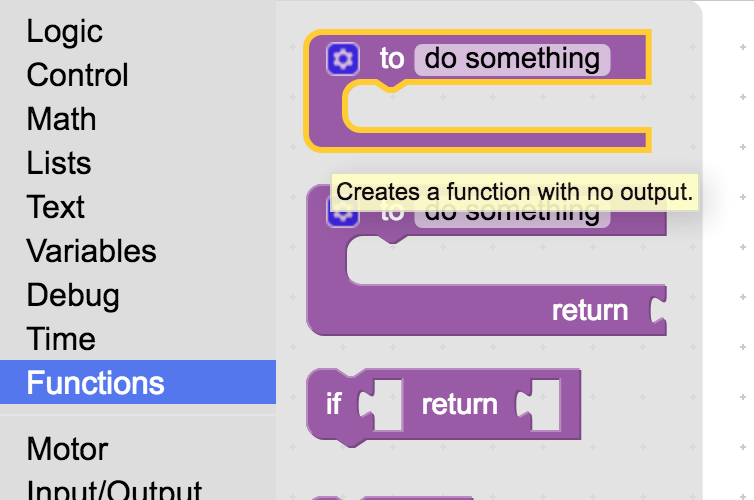 Logic
Control
Math
Lists
Text
Variables
Debug
Time
Functions
Motor
Input/Output
to do something
Creates a function with no output.
to do something
return
if return